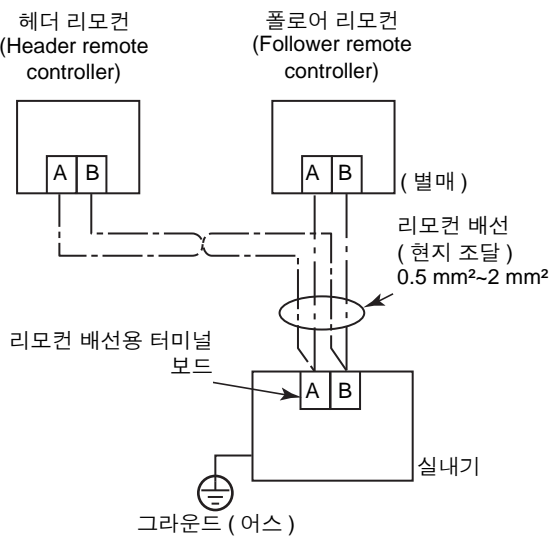 헤더 리모컨
(Header remote
controller)
폴로어 리모컨
(Follower remote
controller)
A B
A B
( 별매 )
리모컨 배선
( 현지 조달 )
0.5 mm²~2 mm²
리모컨 배선용 터미널
보드
A B
실내기
그라운드 ( 어스 )